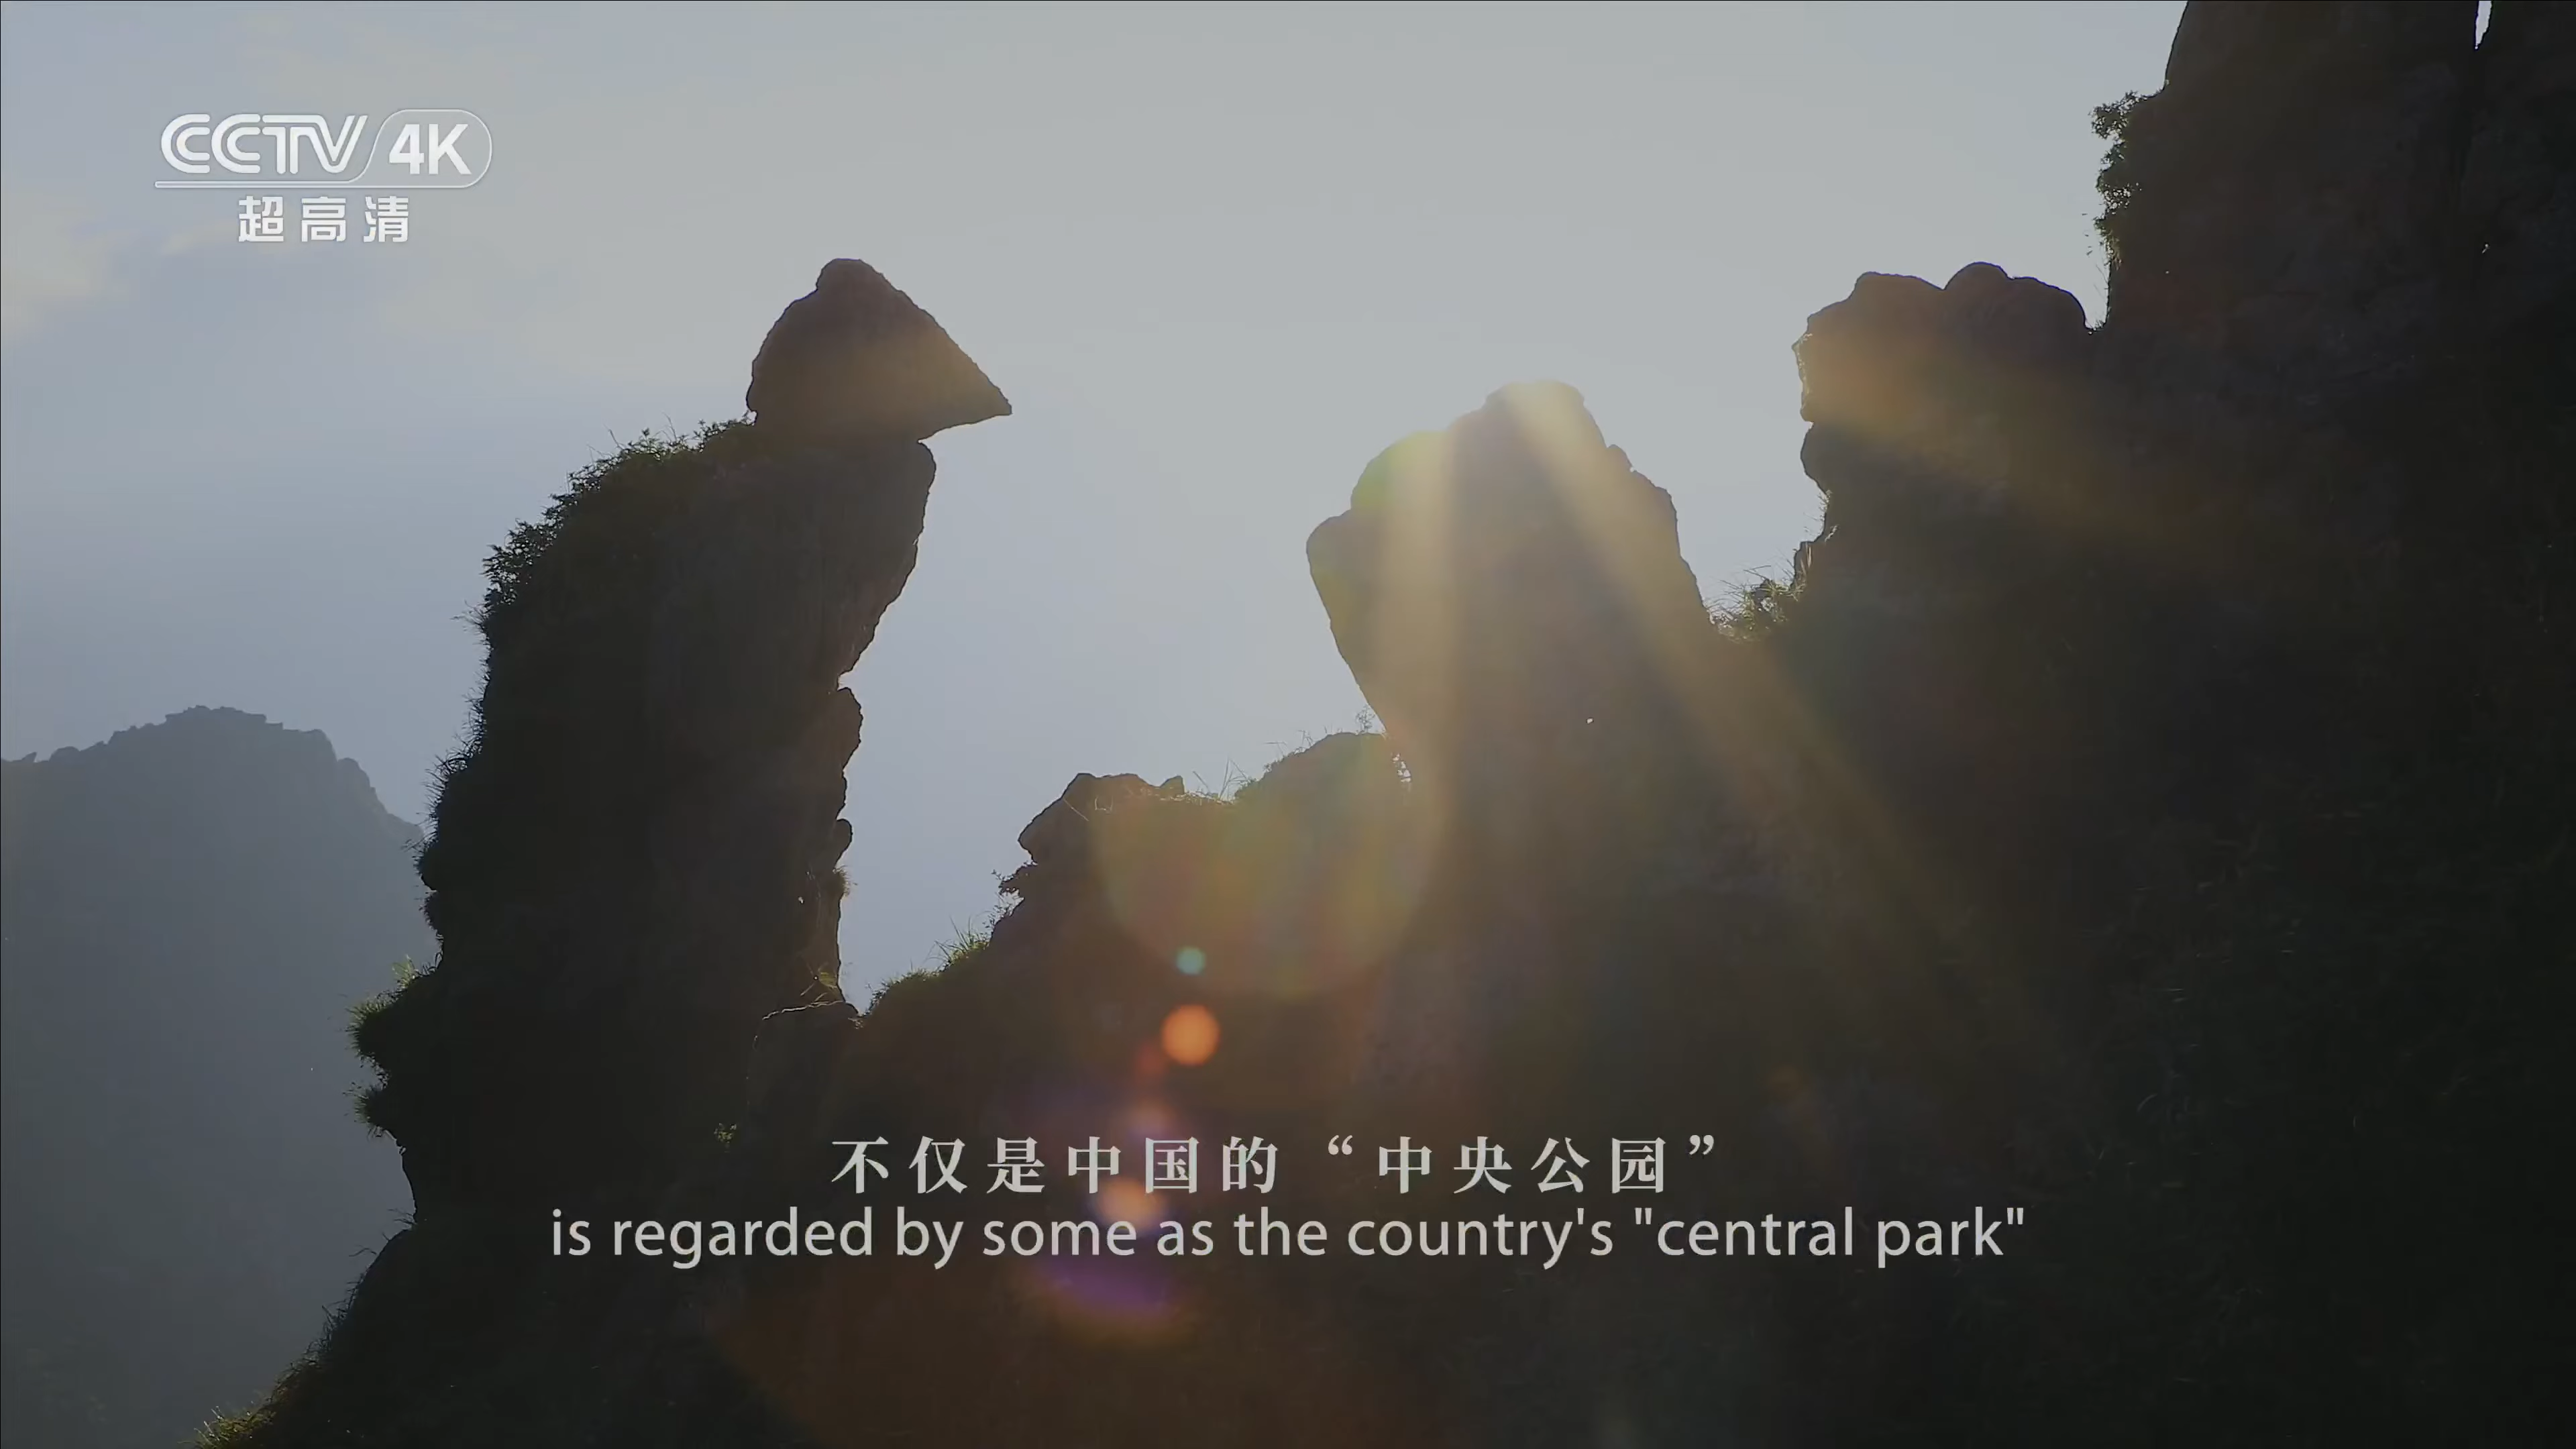 CCTV 4K
超高清
不仅是中国的“中央公园”
is regarded by some as the country's "central park"